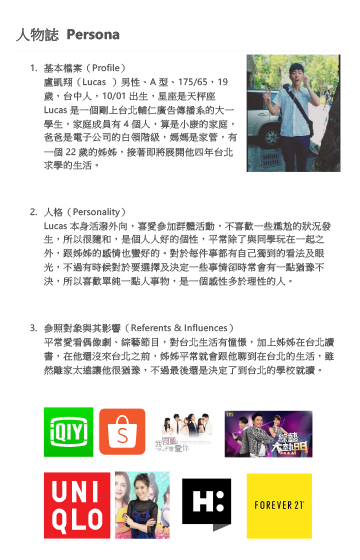 人物誌 Persona
1. 基本檔案（Profile）
盧凱翔（Lucas ）男性、A 型、175/65，19
歲，台中人，10/01 出生，星座是天秤座
Lucas 是一個剛上台北輔仁廣告傳播系的大一
學生，家庭成員有 4 個人，算是小康的家庭，
爸爸是電子公司的白領階級，媽媽是家管，有
一個 22 歲的姊姊，接著即將展開他四年台北
求學的生活。
2. 人格（Personality）
Lucas 本身活潑外向，喜愛參加群體活動，不喜歡一些尷尬的狀況發
生，所以很隨和，是個人人好的個性，平常除了與同學玩在一起之
外，跟姊姊的感情也蠻好的。對於每件事都有自己獨到的看法及眼
光，不過有時候對於要選擇及決定一些事情卻時常會有一點猶豫不
決，所以喜歡單純一點人事物，是一個感性多於理性的人。
3. 參照對象與其影響（Referents & Influences）
平常愛看偶像劇、綜藝節目，對台北生活有憧憬，加上姊姊在台北讀
書，在他還沒來台北之前，姊姊平常就會跟他聊到在台北的生活，雖
然離家太遠讓他很猶豫，不過最後還是決定了到台北的學校就讀。
iQIY
S
綜藝
大熱門
UNI
QLO
H:
FOREVER 21